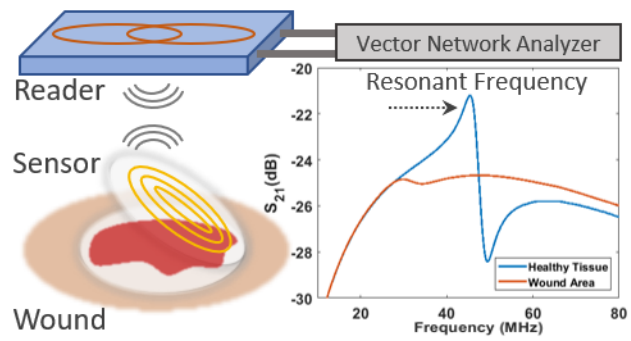 Vector Network Analyzer
Reader
Sensor
Wound
Resonant Frequency
S21(dB)
-20
-22
-24
-26
-28
-30
20
40
60
80
Frequency (MHz)
Healthy Tissue
Wound Area